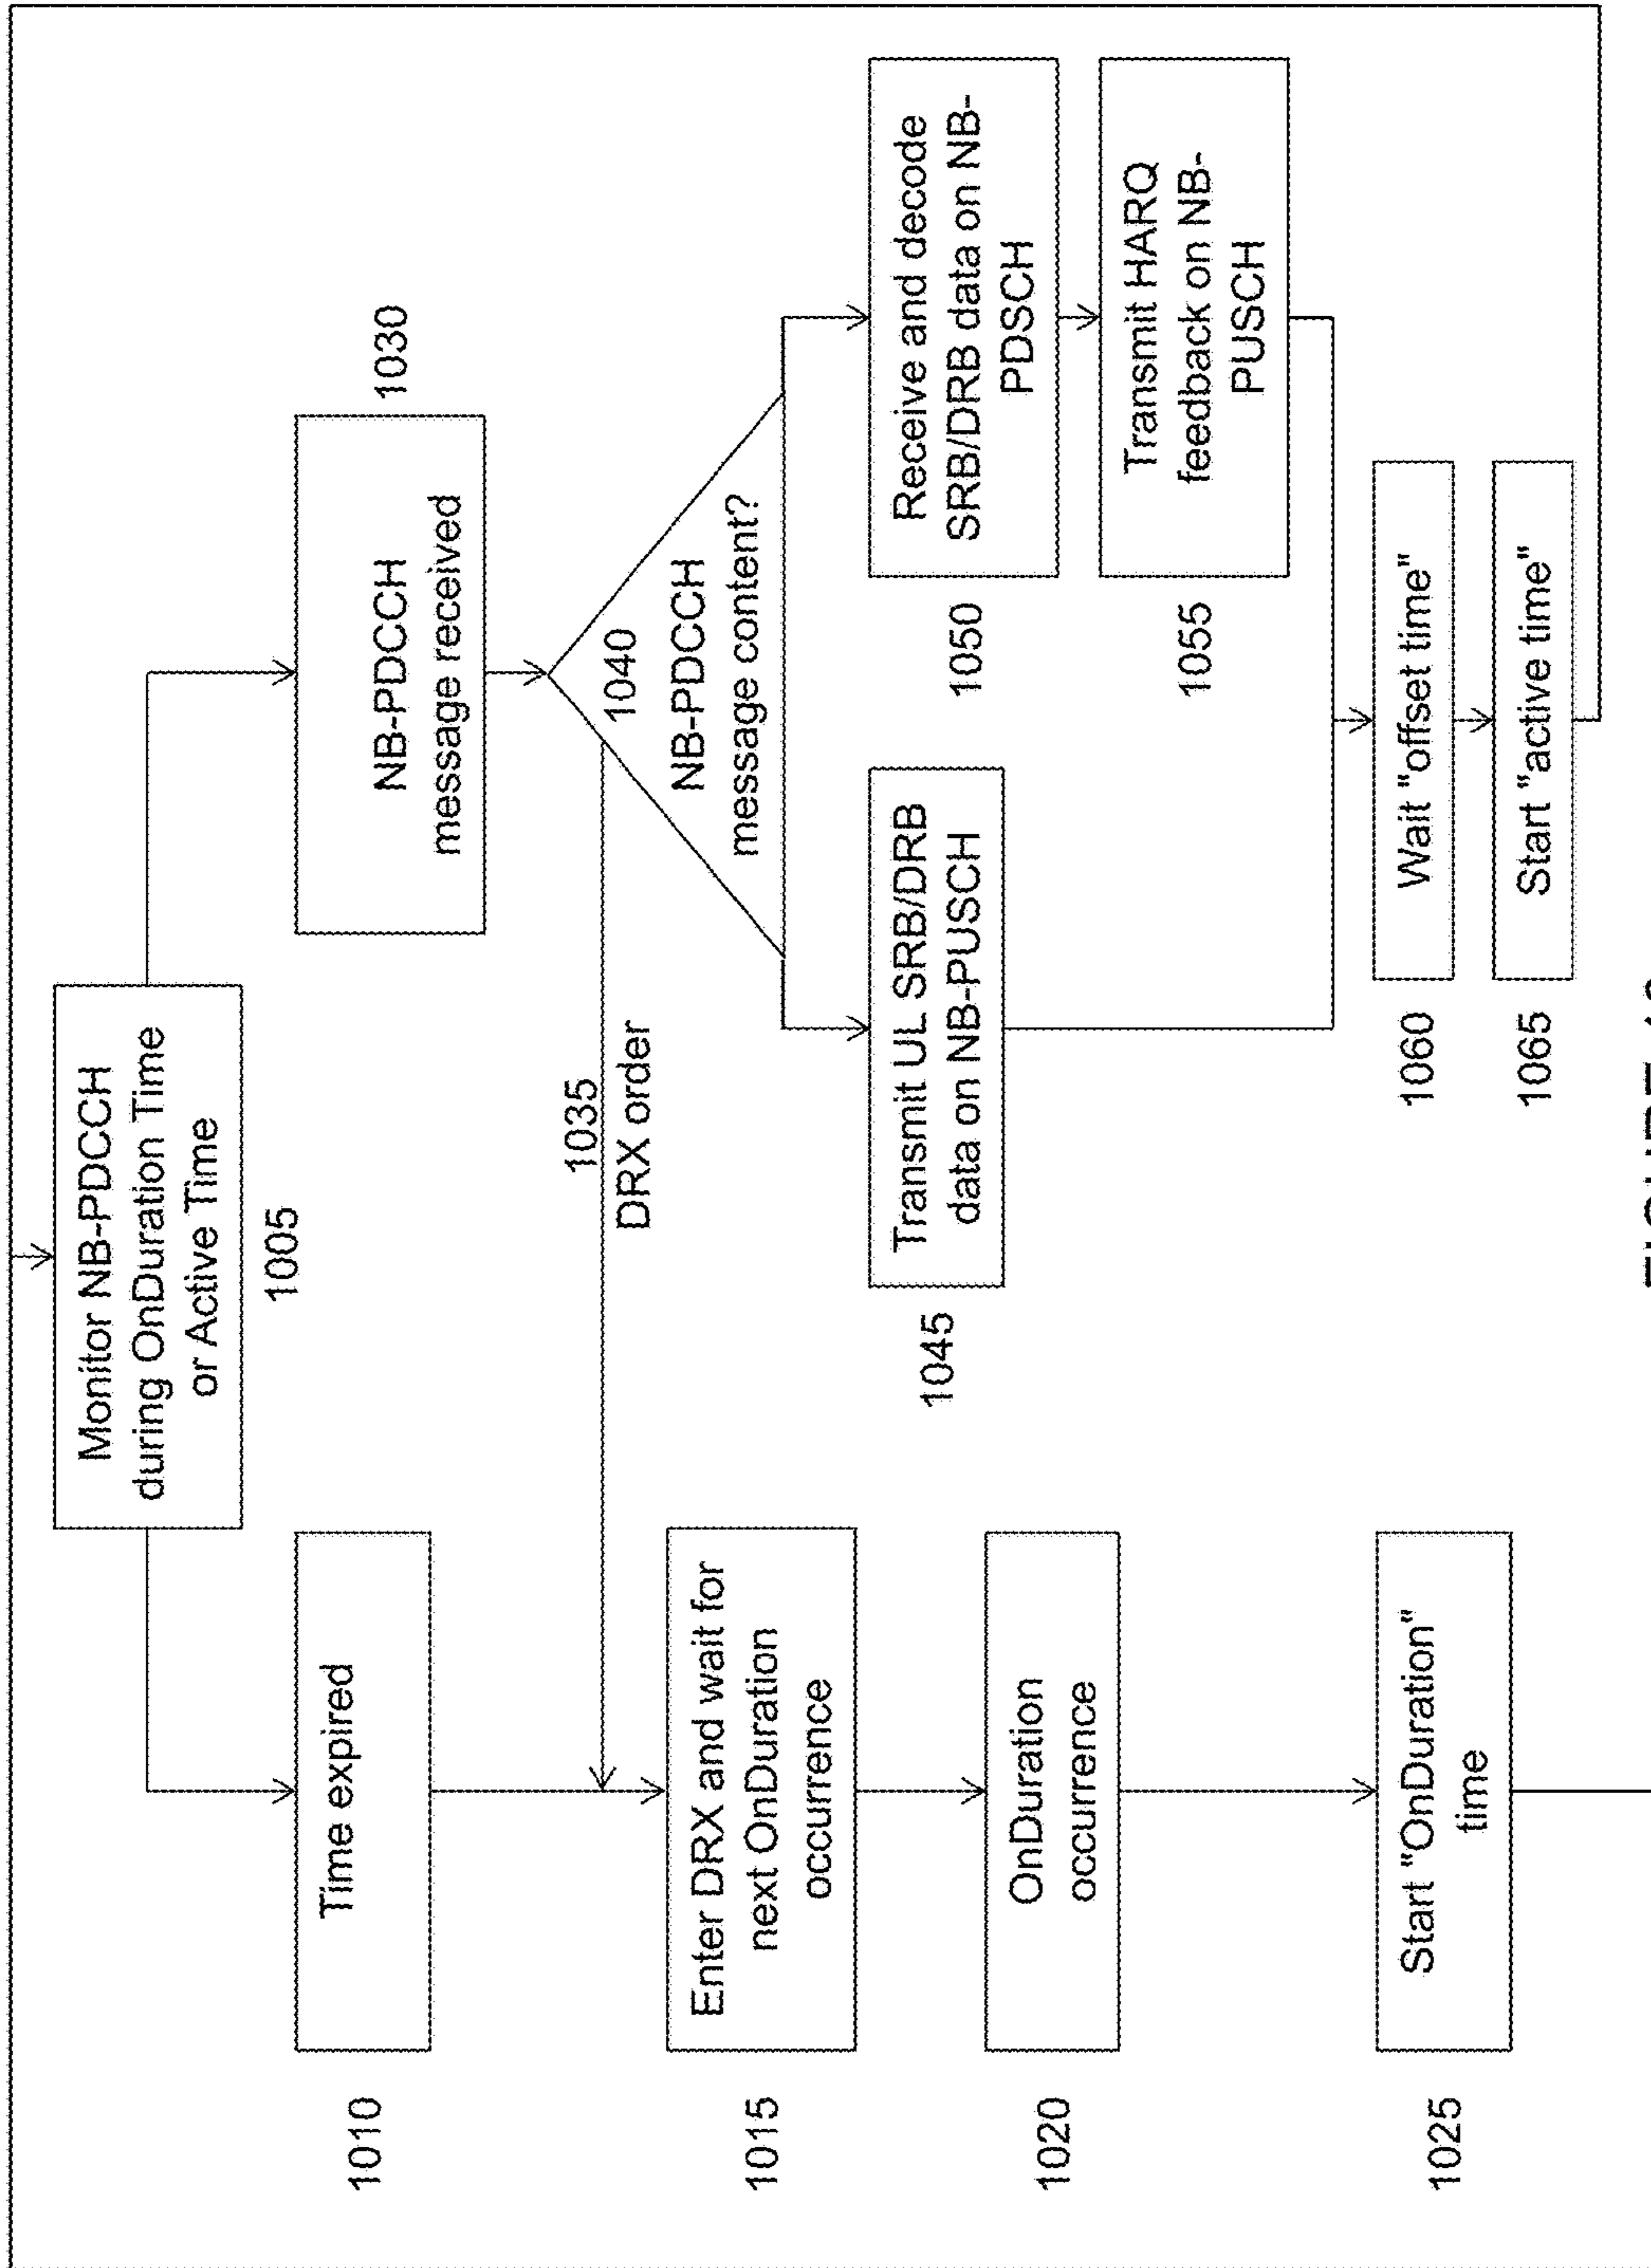 Monitor NB-PDCCH
during OnDuration Time
or Active Time
1005
1010
Time expired
NB-PDCCH
message received
1030
1035
DRX order
1040
NB-PDCCH
message content?
1015
Enter DRX and wait for
next OnDuration
occurrence
1020
OnDuration
occurrence
1025
Start "OnDuration"
time
1045
Transmit UL SRB/DRB
data on NB-PUSCH
1050
Receive and decode
SRB/DRB data on NB-
PDSCH
1055
Transmit HARQ
feedback on NB-
PUSCH
1060
Wait "offset time"
1065
Start "active time"